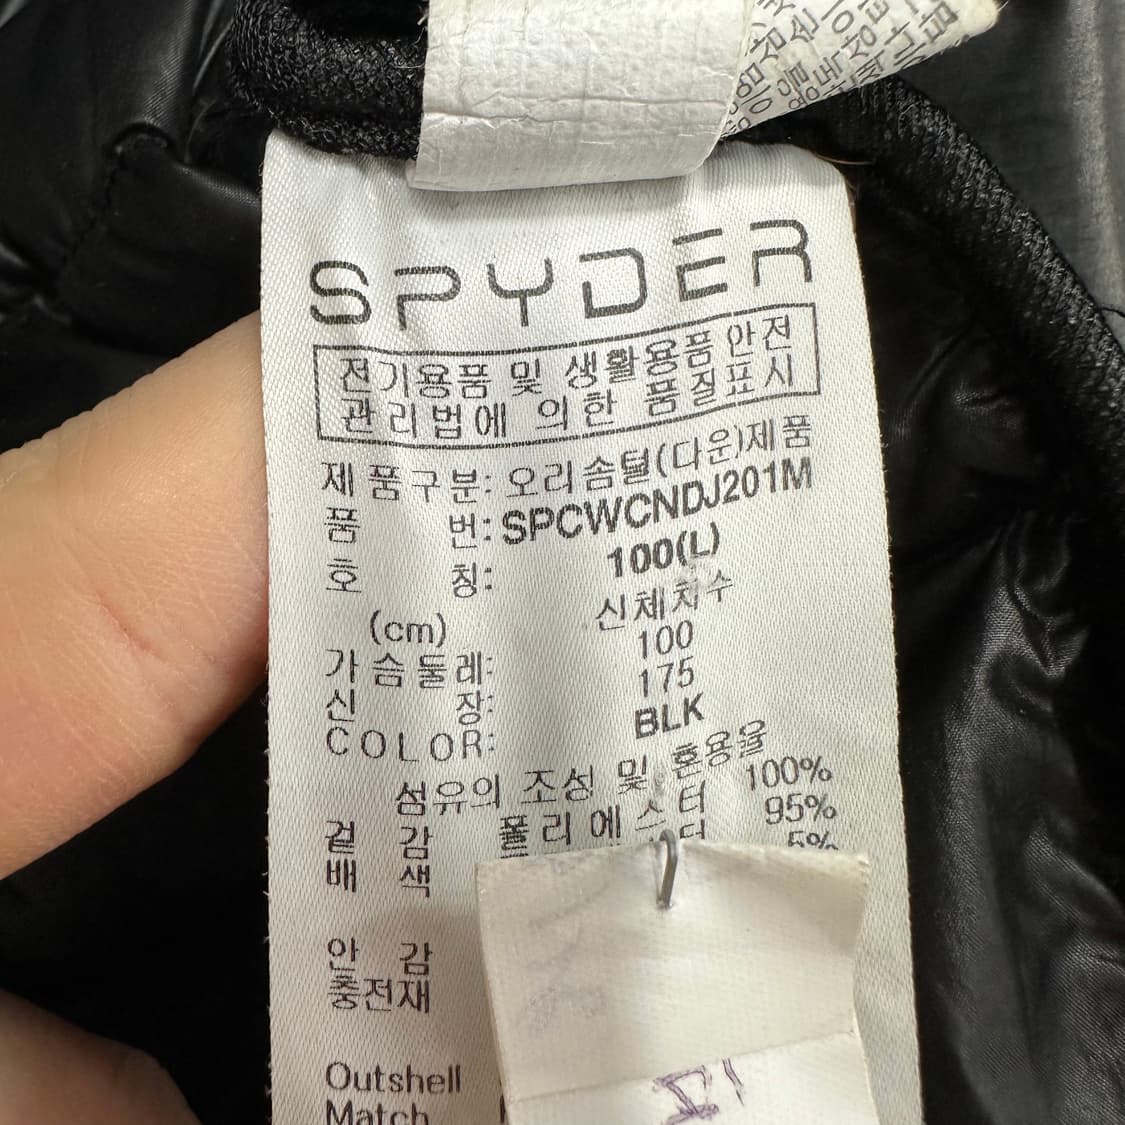 SPYDER
전기용품 및 생활용품 안전
관리법에 의한 품질표시
제품구분: 오리솜털(다운)제품
품 번: SPCWCNDJ201M
호 칭: 100(L)
(cm) 신체치수
가슴둘레: 100
신 장: 175
COLOR: BLK
섬유의 조성 및 혼용율
겉 감 폴리에스터 100%
배 색 95%
5%
안 감
충전재
Outshell
Match